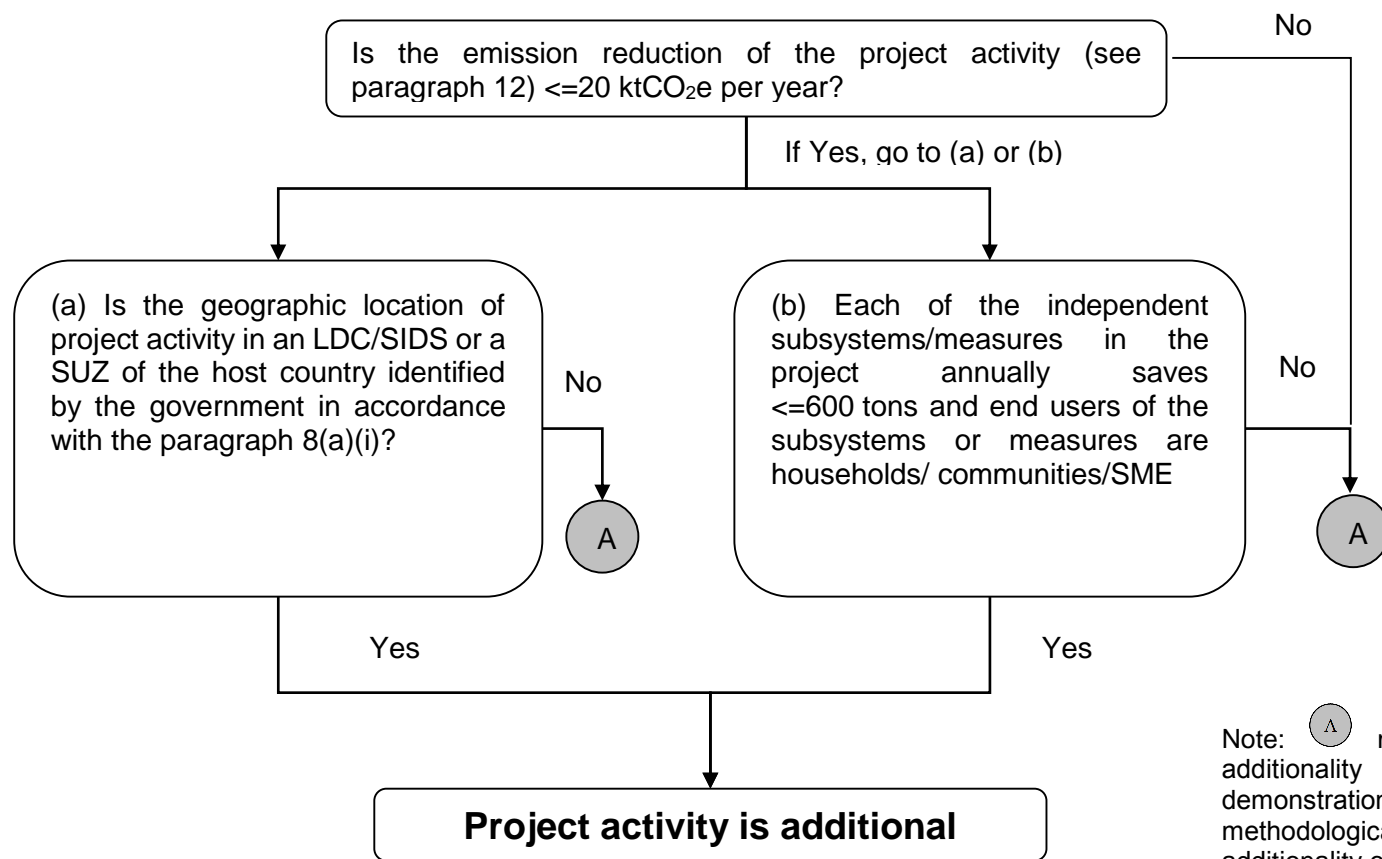 No
Is the emission reduction of the project activity (see
paragraph 12) <=20 ktCO₂e per year?
If Yes, go to (a) or (b)
(a) Is the geographic location of
project activity in an LDC/SIDS or a
SUZ of the host country identified
by the government in accordance
with the paragraph 8(a)(i)?
No
A
(b) Each of the independent
subsystems/measures in the
project annually saves
<=600 tons and end users of the
subsystems or measures are
households/ communities/SME
No
A
Yes
Yes
Project activity is additional
Note: A
additionality
demonstration
methodologica
additionality